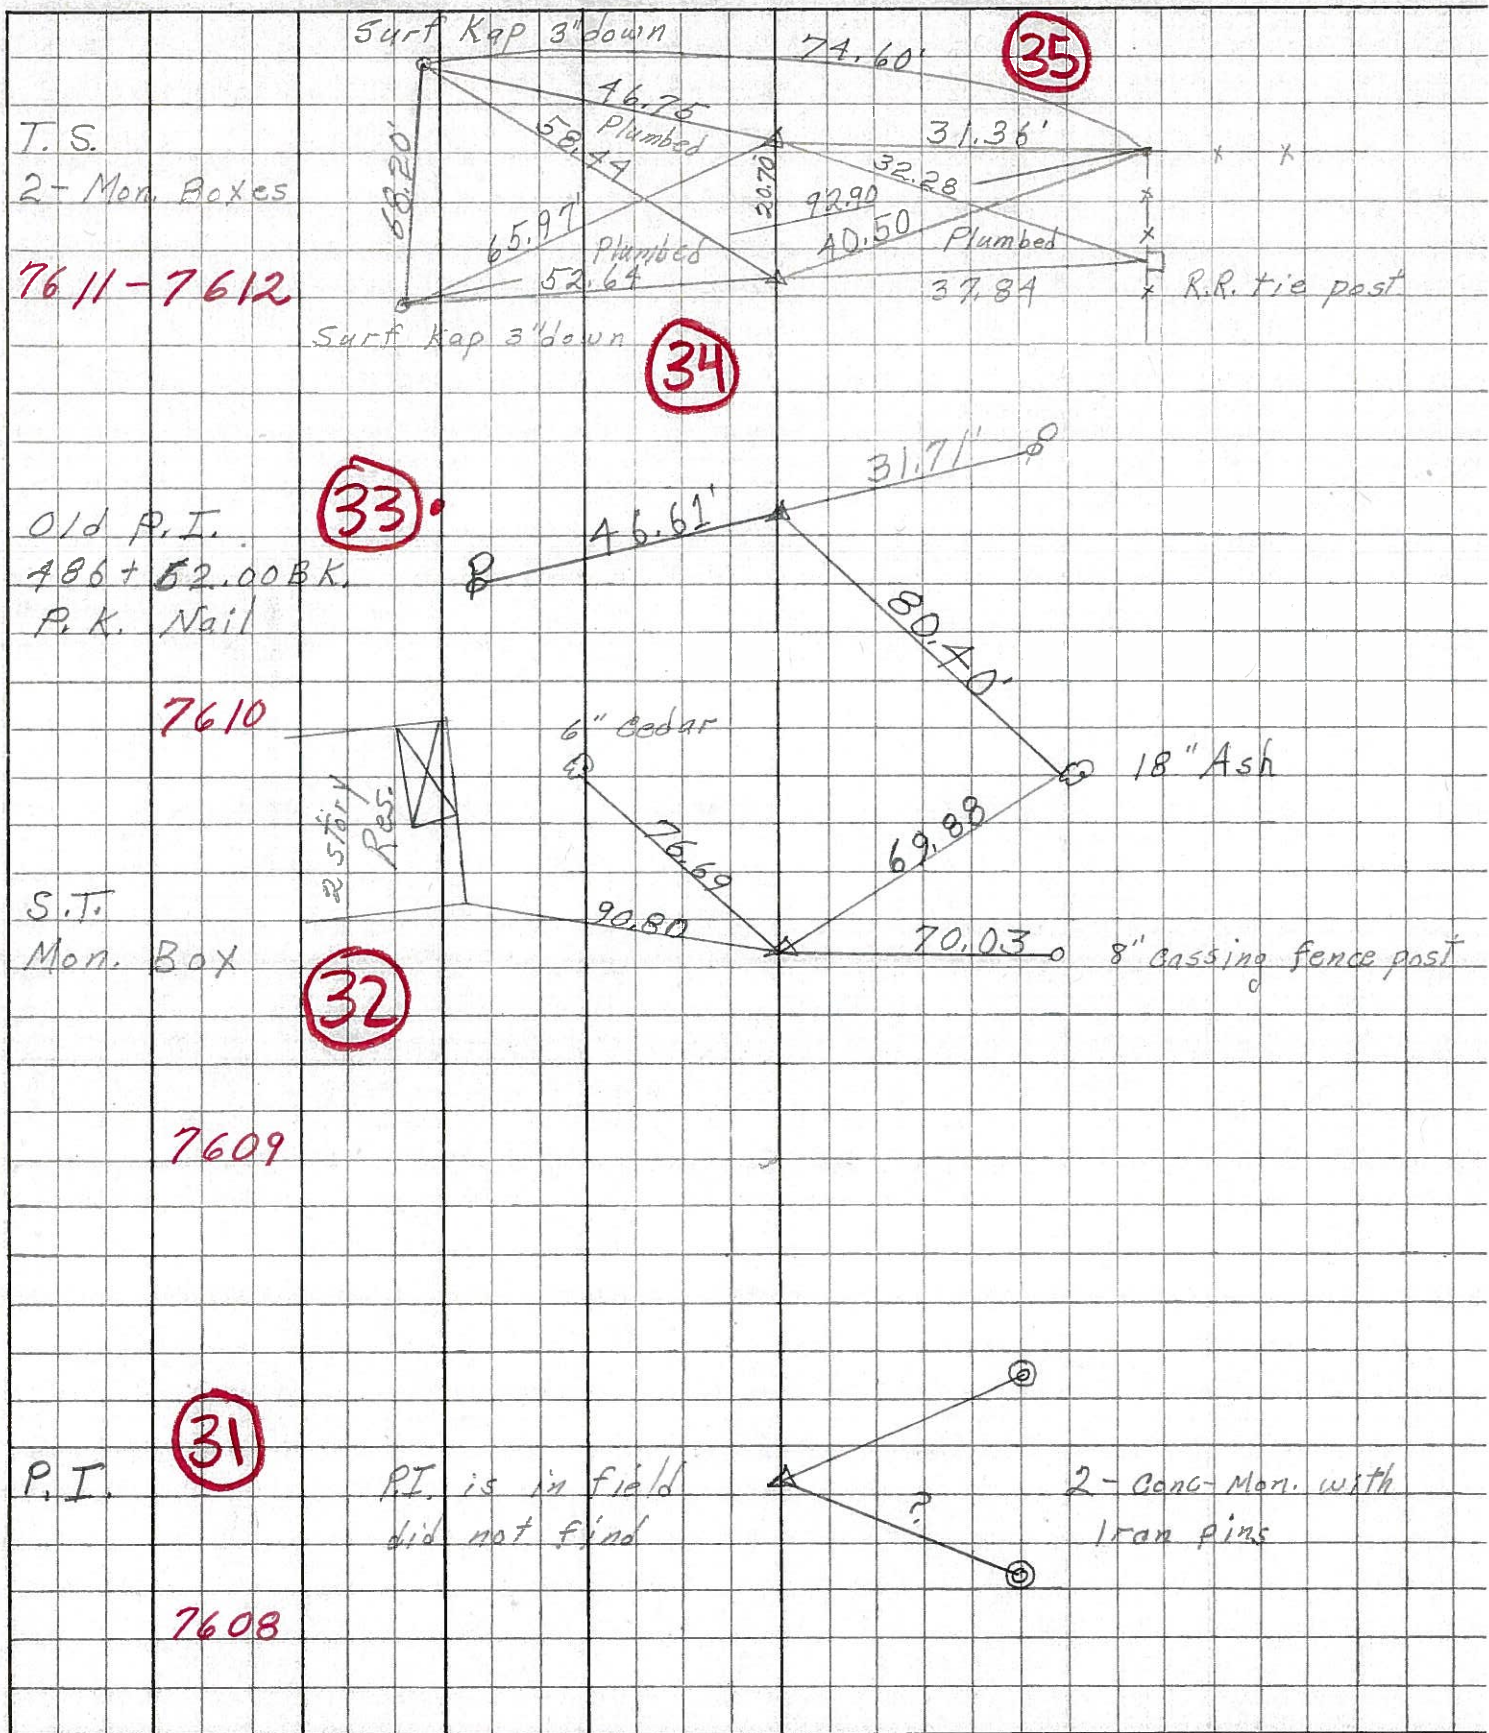 Surf Kap 3" down
74.60'
35
46.75
Plumbed
58.44
31.36'
T. S.
2 - Mon. Boxes
68.20'
20.70'
32.28
92.90
65.97'
Plumbed
40.50
Plumbed
52.64
37.84
7611 - 7612
R.R. tie post
Surf Kap 3" down
34
31.71'
33
46.61'
Old P.I.
486 + 52.00 BK.
P.K. Nail
80.40'
7610
6" Cedar
18" Ash
2 story
Res.
76.69
69.88
S.T.
Mon. Box
90.80
70.03
8" Cassing fence post
32
7609
31
P.I.
P.I. is in field
did not find
?
2 - Conc - Mon. with
Iron pins
7608